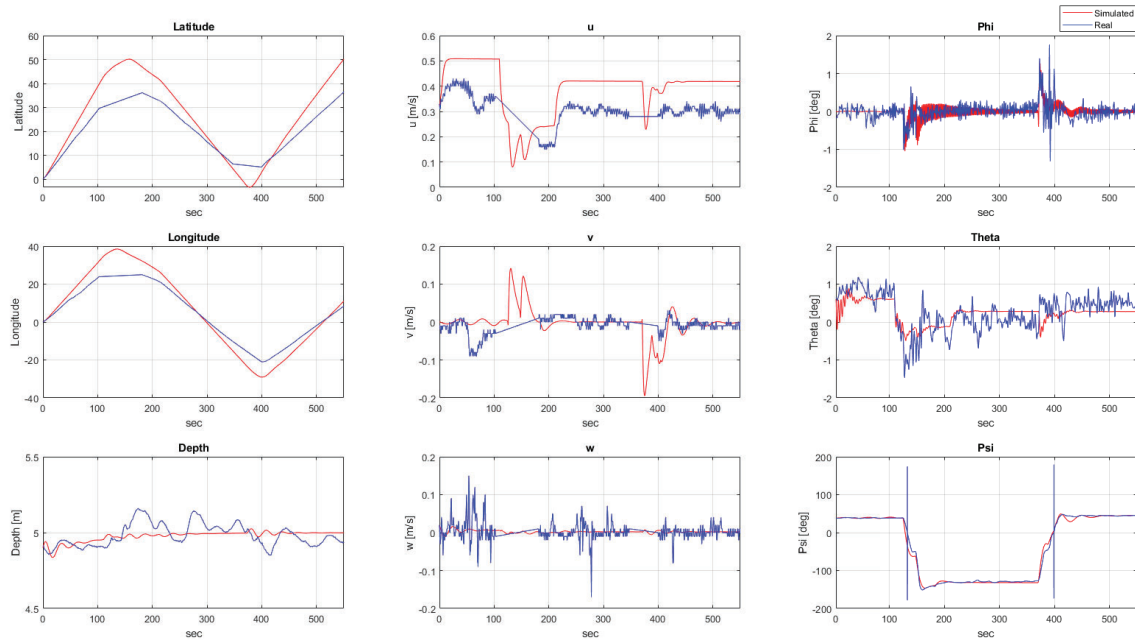 Simulated
Real
Latitude
60
50
40
30
20
10
0
Latitude
0 100 200 300 400 500
sec
u
0.6
0.5
0.4
0.3
0.2
0.1
0
u [m/s]
0 100 200 300 400 500
sec
Phi
2
1
0
-1
-2
Phi [deg]
0 100 200 300 400 500
sec
Longitude
40
20
0
-20
-40
Longitude
0 100 200 300 400 500
sec
v
0.2
0.1
0
-0.1
-0.2
v [m/s]
0 100 200 300 400 500
sec
Theta
2
1
0
-1
-2
Theta [deg]
0 100 200 300 400 500
sec
Depth
5.5
5
4.5
Depth [m]
0 100 200 300 400 500
sec
w
0.2
0.1
0
-0.1
-0.2
w [m/s]
0 100 200 300 400 500
sec
Psi
200
100
0
-100
-200
Psi [deg]
0 100 200 300 400 500
sec